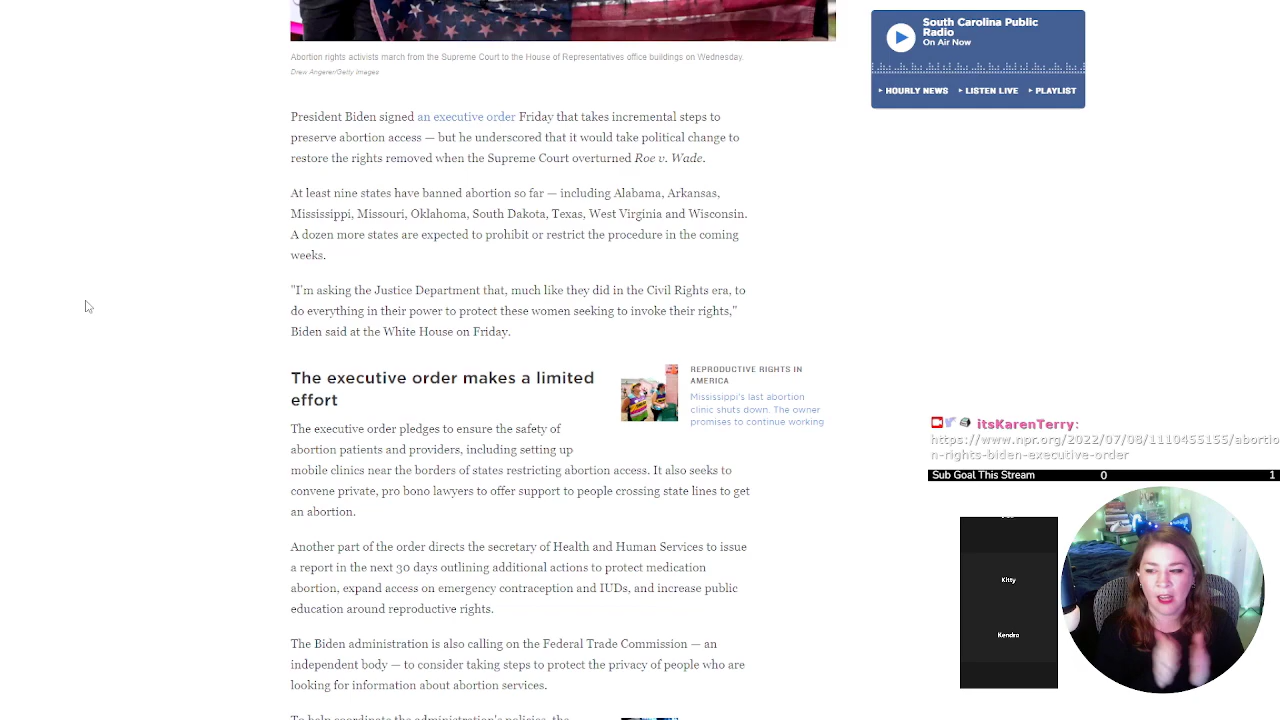 Abortion rights activists march from the Supreme Court to the House of Representatives office buildings on Wednesday.
Drew Angerer/Getty Images
President Biden signed an executive order Friday that takes incremental steps to
preserve abortion access — but he underscored that it would take political change to
restore the rights removed when the Supreme Court overturned Roe v. Wade.
At least nine states have banned abortion so far — including Alabama, Arkansas,
Mississippi, Missouri, Oklahoma, South Dakota, Texas, West Virginia and Wisconsin.
A dozen more states are expected to prohibit or restrict the procedure in the coming
weeks.
"I'm asking the Justice Department that, much like they did in the Civil Rights era, to
do everything in their power to protect these women seeking to invoke their rights,"
Biden said at the White House on Friday.
The executive order makes a limited
effort
The executive order pledges to ensure the safety of
abortion patients and providers, including setting up
mobile clinics near the borders of states restricting abortion access. It also seeks to
convene private, pro bono lawyers to offer support to people crossing state lines to get
an abortion.
REPRODUCTIVE RIGHTS IN
AMERICA
Mississippi's last abortion
clinic shuts down. The owner
promises to continue working
Another part of the order directs the secretary of Health and Human Services to issue
a report in the next 30 days outlining additional actions to protect medication
abortion, expand access on emergency contraception and IUDs, and increase public
education around reproductive rights.
The Biden administration is also calling on the Federal Trade Commission — an
independent body — to consider taking steps to protect the privacy of people who are
looking for information about abortion services.
To help coordinate the administration's policies, the
South Carolina Public
Radio
On Air Now
HOURLY NEWS
LISTEN LIVE
PLAYLIST
itsKarenTerry:
https://www.npr.org/2022/07/08/1110455155/abortio
n-rights-biden-executive-order
Sub Goal This Stream 0 1
Kitty
Kendro